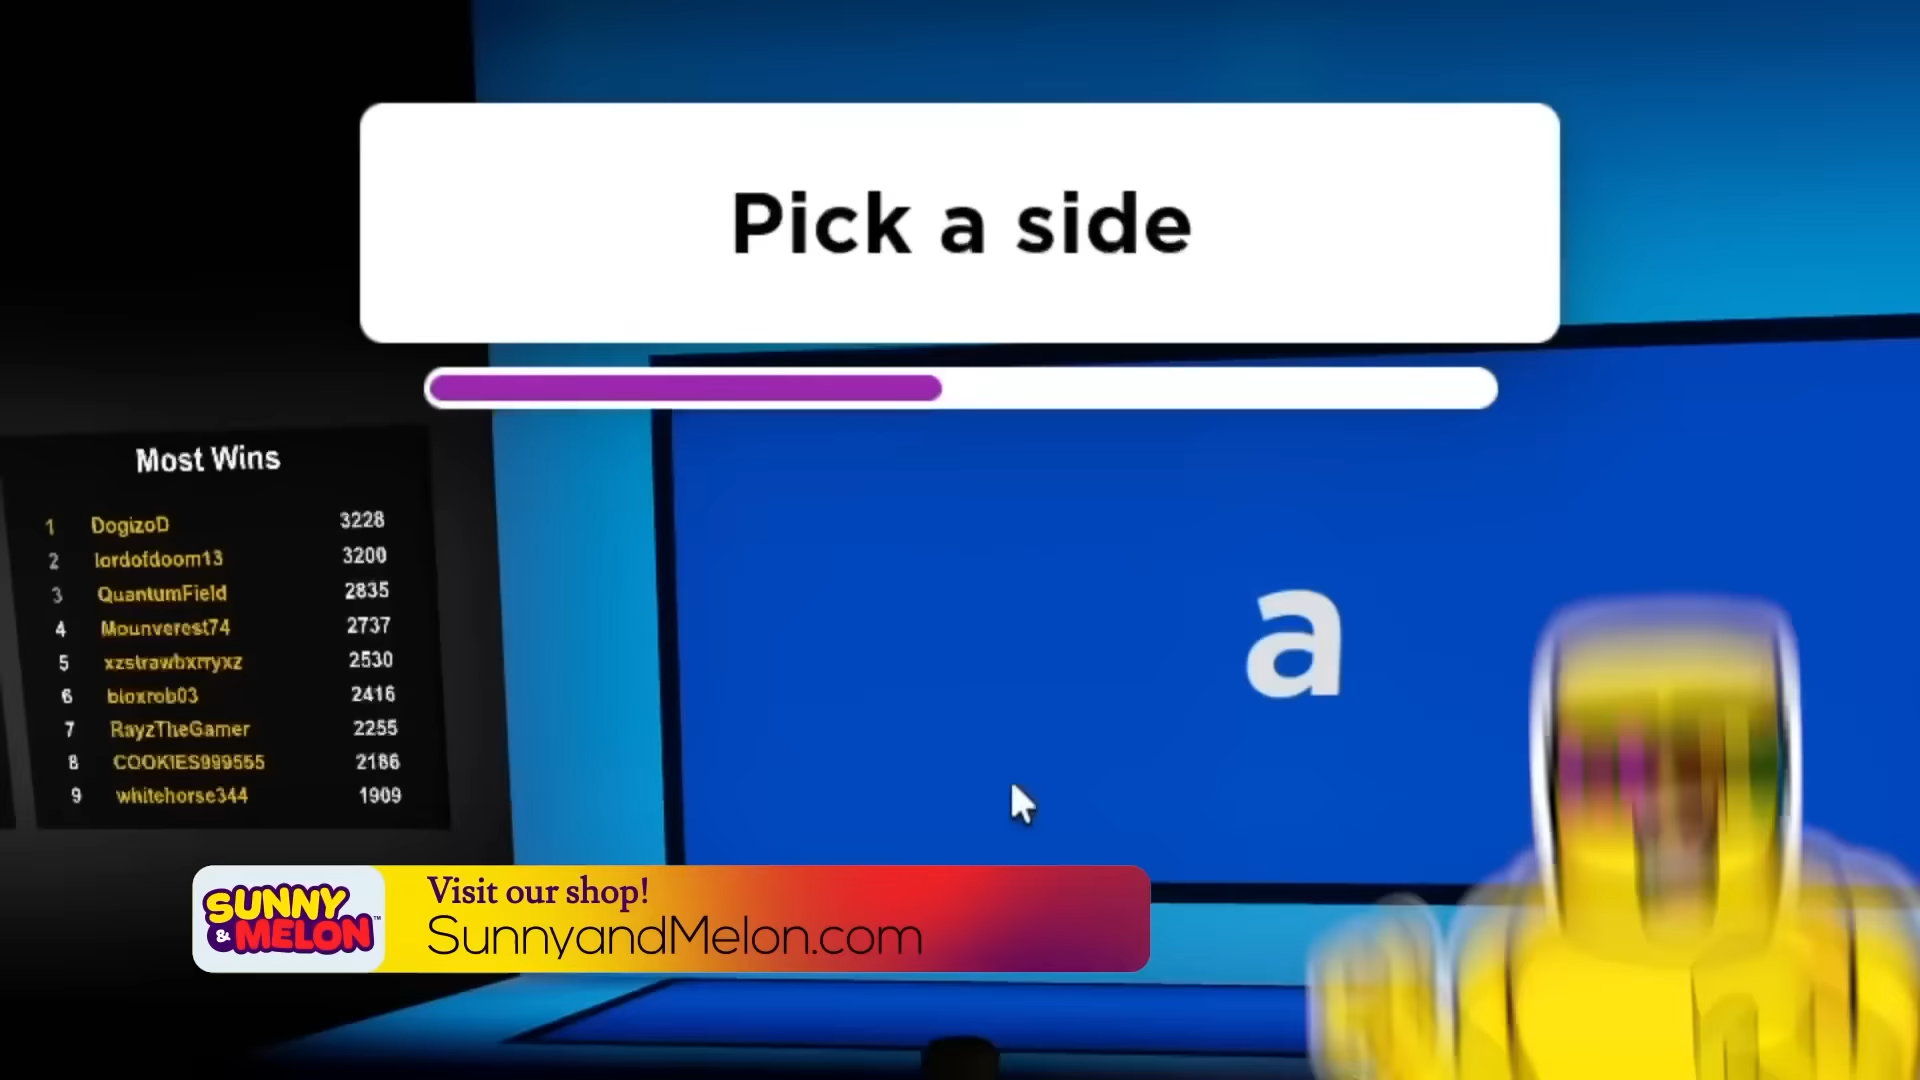 Pick a side
Most Wins
1 DogizoD 3228
2 lordofdoom13 3200
3 QuantumField 2835
4 Mounverest74 2737
5 xzstrawbxrryxz 2530
6 bloxrob03 2416
7 RayzTheGamer 2255
8 COOKIES999555 2186
9 whitehorse344 1909
a
SUNNY
& MELON™
Visit our shop!
SunnyandMelon.com